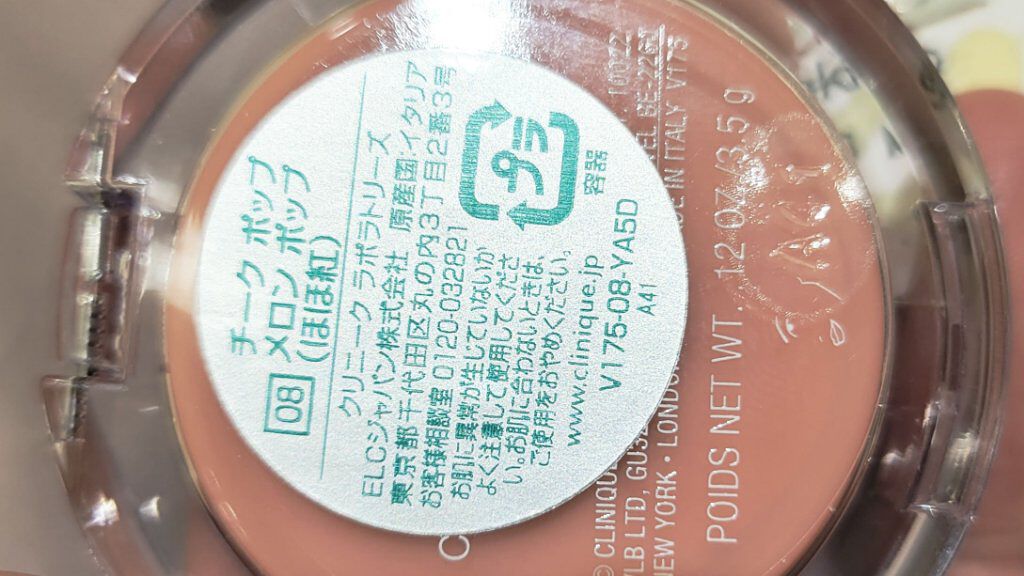 08
チーク ポップ
メロン ポップ
(ほほ紅)
クリニーク ラボラトリーズ
ELCジャパン株式会社 原産国イタリア
東京都千代田区丸の内3丁目2番3号
お客様相談室 0120-032821
お肌に異常が生じていないか
よく注意して使用してくださ
い。お肌に合わないときは、
ご使用をおやめください。
www.clinique.jp
V175-08-YA5D
A41
プラ
容器
© CLINIQUE
LTD, GU3
NEW YORK · LONDON
IN ITALY V175
POIDS NET WT. .12 OZ/3.5 g